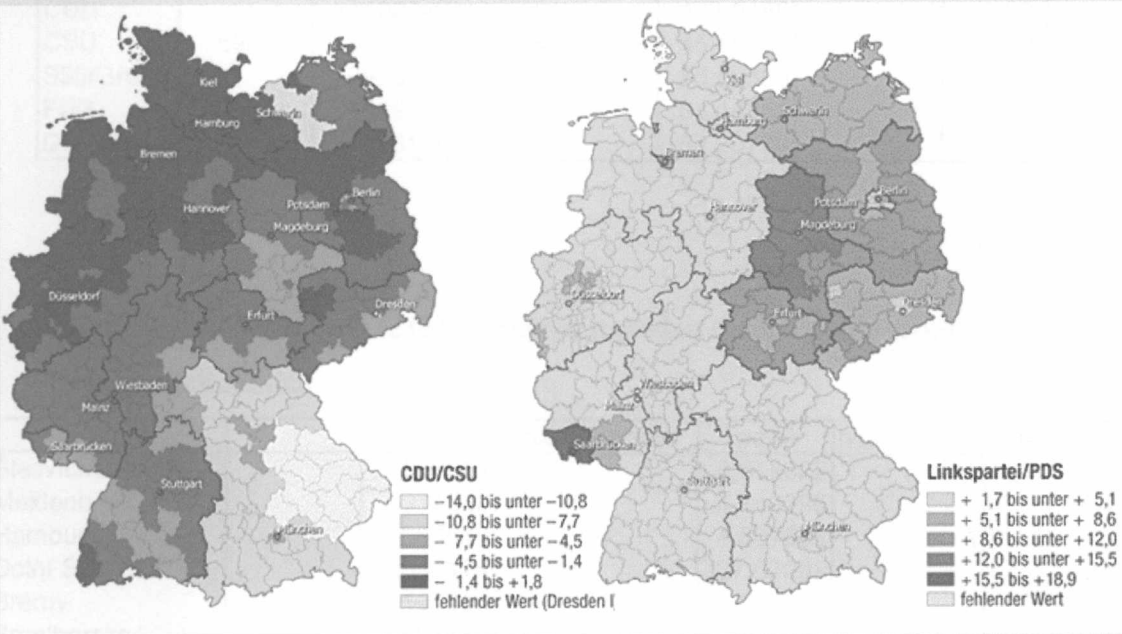 Kiel
Schwerin
Hamburg
Bremen
Berlin
Hannover
Potsdam
Magdeburg
Düsseldorf
Dresden
Erfurt
Wiesbaden
Mainz
Saarbrücken
Stuttgart
München
CDU/CSU
−14,0 bis unter −10,8
−10,8 bis unter −7,7
− 7,7 bis unter −4,5
− 4,5 bis unter −1,4
− 1,4 bis +1,8
fehlender Wert (Dresden I
Kiel
Schwerin
Hamburg
Bremen
Berlin
Potsdam
Hannover
Magdeburg
Düsseldorf
Dresden
Erfurt
Wiesbaden
Mainz
Saarbrücken
Stuttgart
München
Linkspartei/PDS
+ 1,7 bis unter + 5,1
+ 5,1 bis unter + 8,6
+ 8,6 bis unter +12,0
+12,0 bis unter +15,5
+15,5 bis +18,9
fehlender Wert